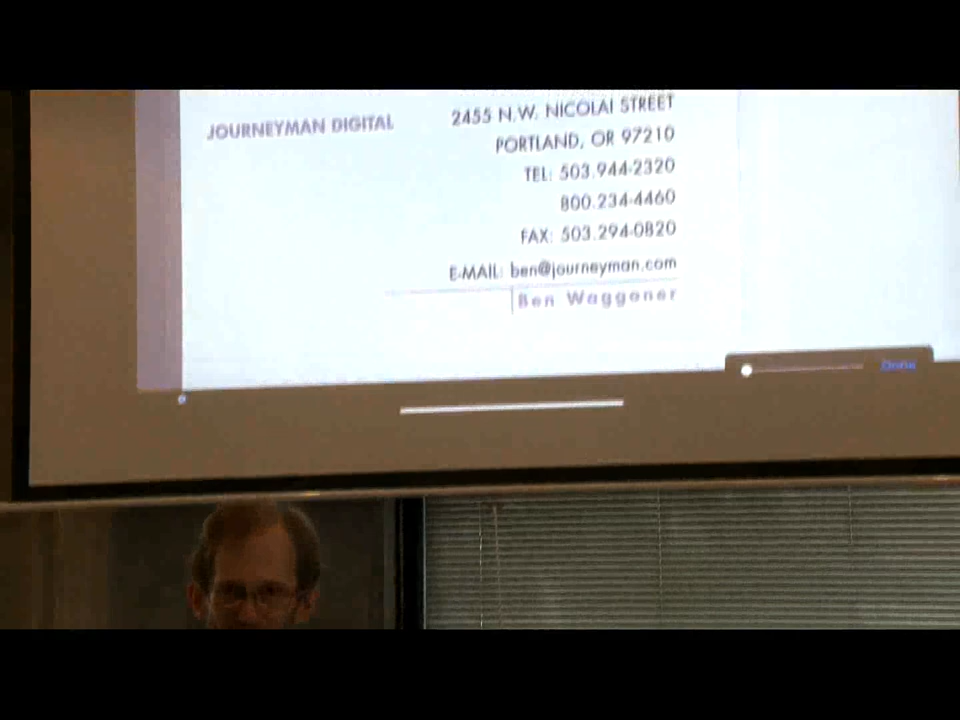 2455 N.W. NICOLAI STREET
JOURNEYMAN DIGITAL
PORTLAND, OR 97210
TEL: 503.944-2320
800.234-4460
FAX: 503.294-0820
E-MAIL: ben@journeyman.com
Ben Waggoner
Done